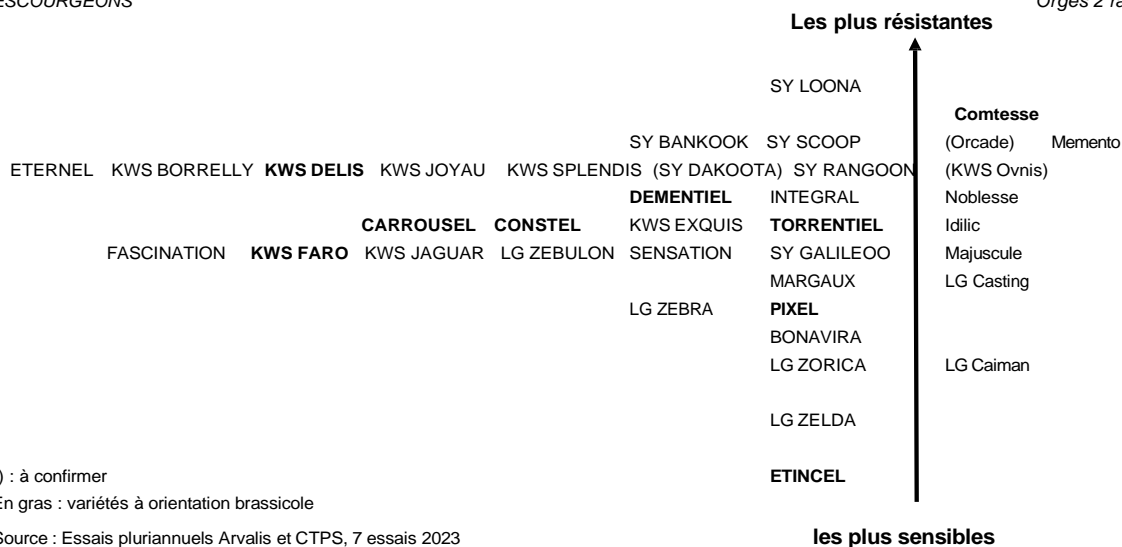 ESCOURGEONS Orges 2 ra
Les plus résistantes
SY LOONA
Comtesse
SY BANKOOK SY SCOOP (Orcade) Memento
ETERNEL KWS BORRELLY KWS DELIS KWS JOYAU KWS SPLENDIS (SY DAKOOTA) SY RANGOON (KWS Ovnis)
DEMENTIEL INTEGRAL Noblesse
CARROUSEL CONSTEL KWS EXQUIS TORRENTIEL Idilic
FASCINATION KWS FARO KWS JAGUAR LG ZEBULON SENSATION SY GALILEOO Majuscule
MARGAUX LG Casting
LG ZEBRA PIXEL
BONAVIRA
LG ZORICA LG Caiman
LG ZELDA
) : à confirmer ETINCEL
En gras : variétés à orientation brassicole
Source : Essais pluriannuels Arvalis et CTPS, 7 essais 2023 les plus sensibles